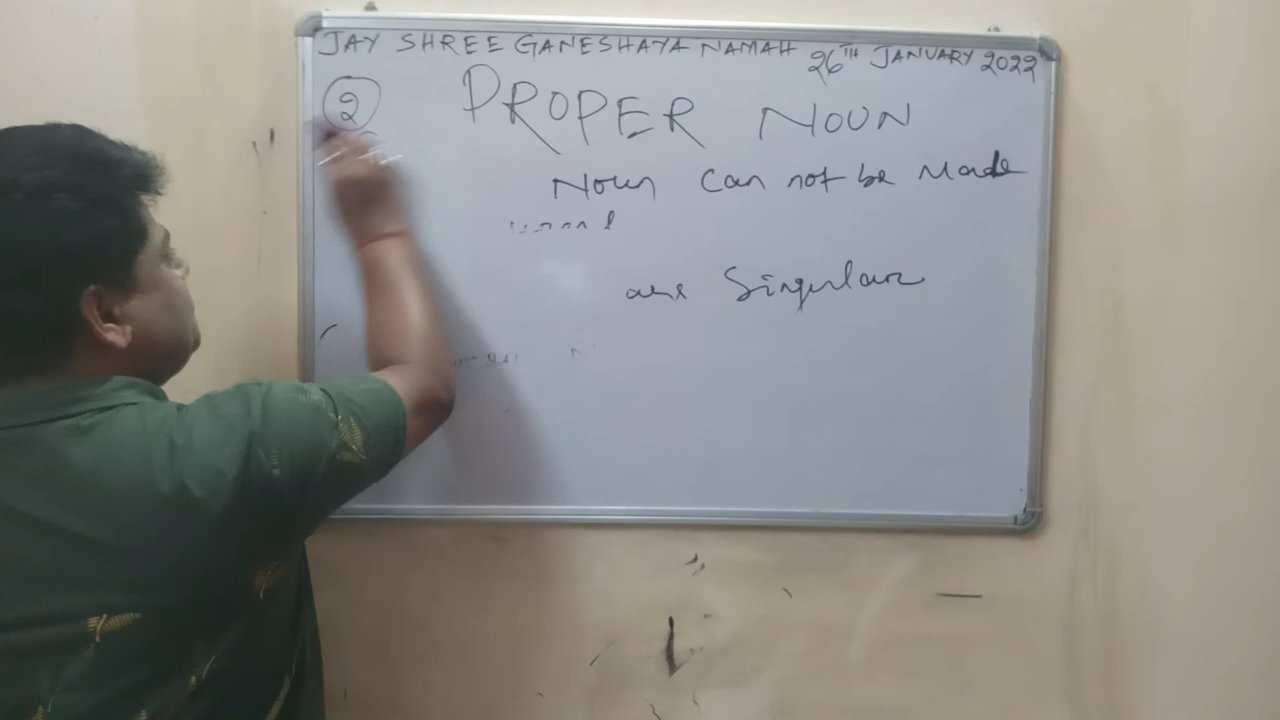 JAY SHREE GANESHAYA NAMAH 26TH JANUARY 2022
2 PROPER NOUN
Noun Can not be Made
are Singular